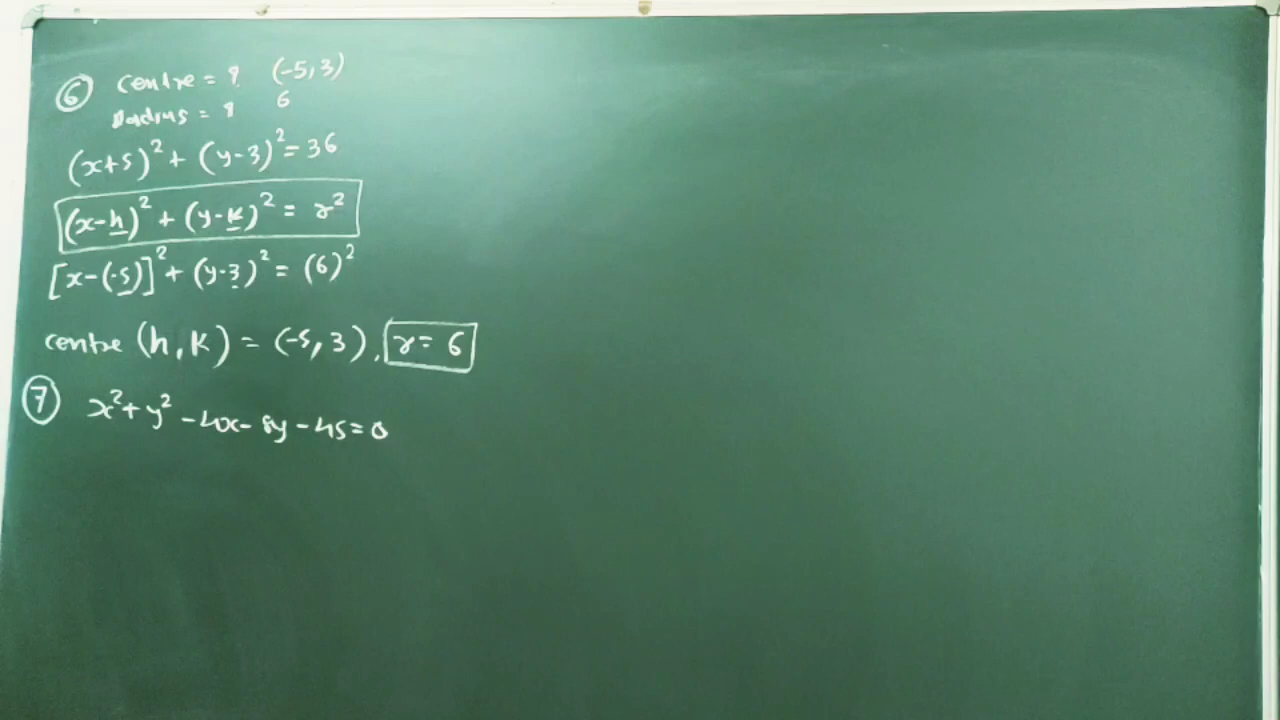 ⑥ centre = ? (-5, 3)
Radius = ? 6
(x+5)² + (y-3)² = 36
(x-h)² + (y-k)² = r²
[x-(-5)]² + (y-3)² = (6)²
centre (h, k) = (-5, 3), r = 6
⑦ x² + y² - 4x - 8y - 45 = 0